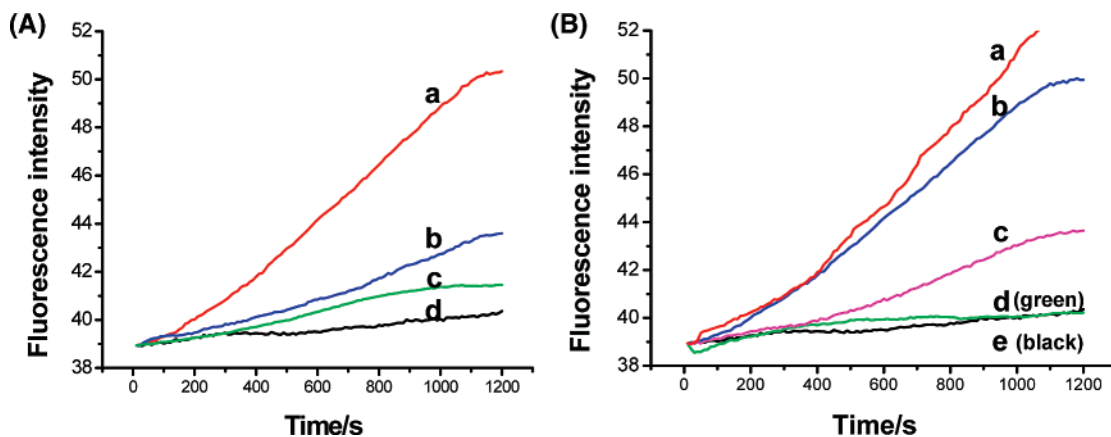 (A)
Fluorescence intensity
52
50
48
46
44
42
40
38
0 200 400 600 800 1000 1200
Time/s
a
b
c
d
(B)
Fluorescence intensity
52
50
48
46
44
42
40
38
0 200 400 600 800 1000 1200
Time/s
a
b
c
d (green)
e (black)